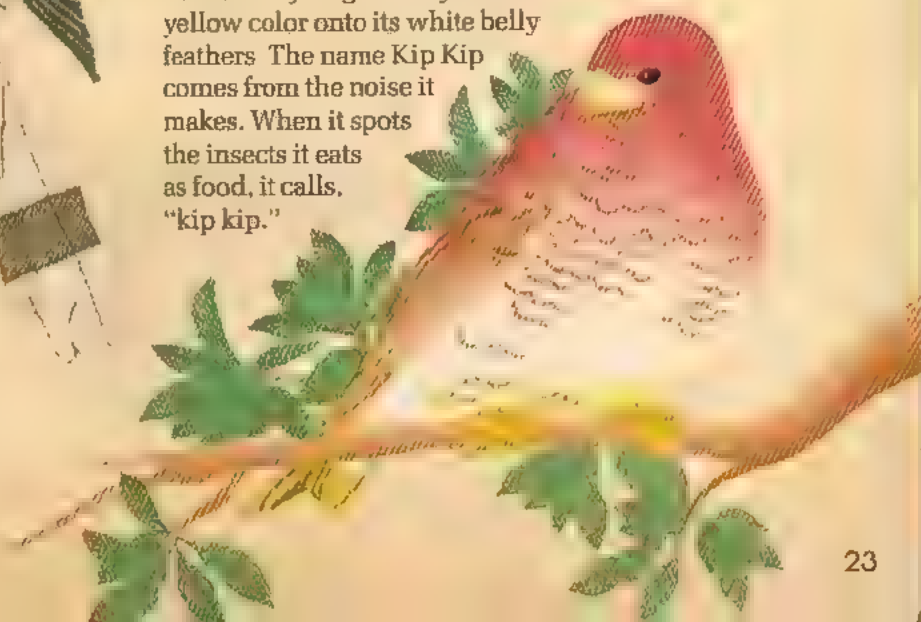 yellow color onto its white belly
feathers The name Kip Kip
comes from the noise it
makes. When it spots
the insects it eats
as food, it calls,
“kip kip.”
23